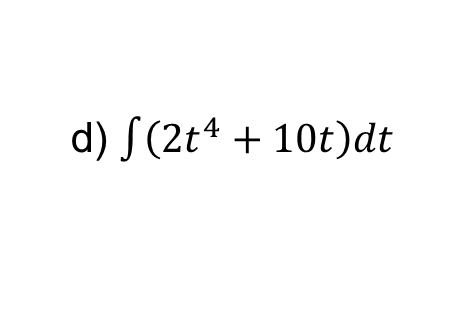 d) ∫(2t⁴ + 10t)dt